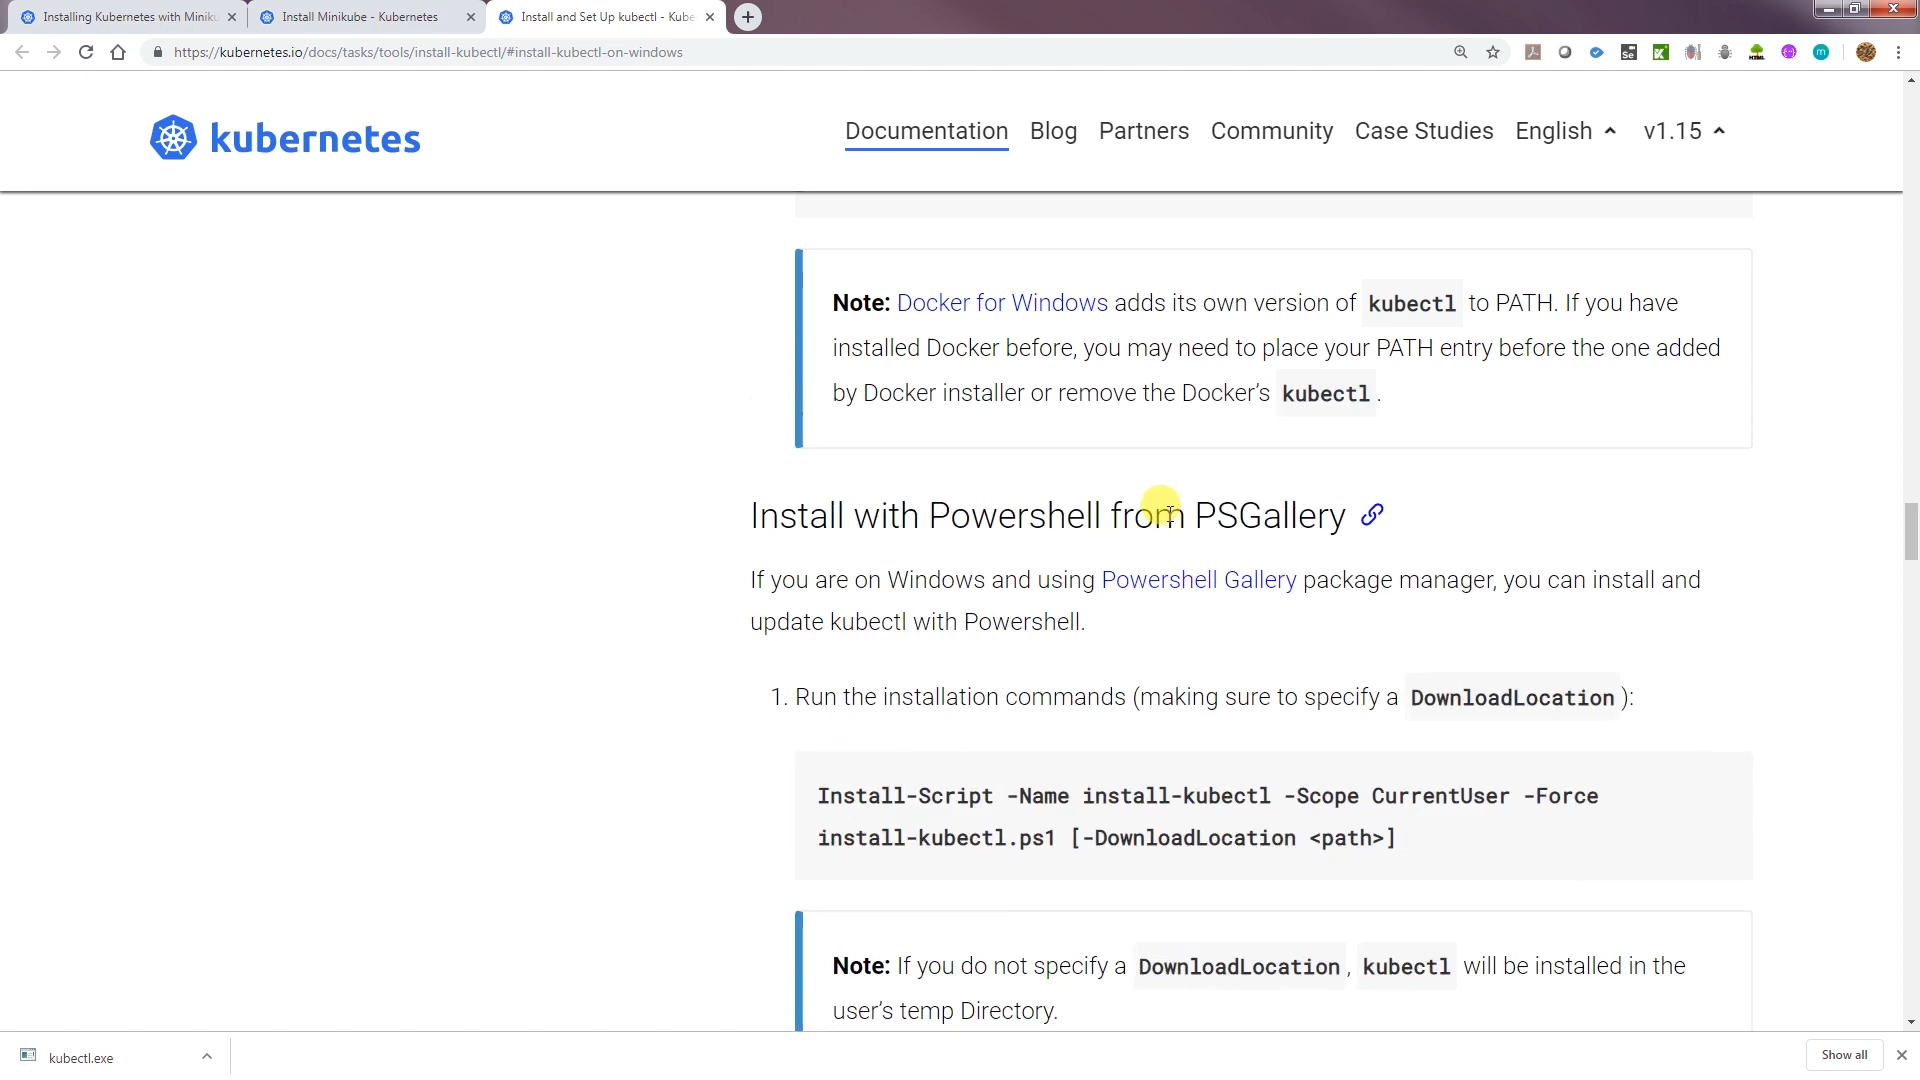 Installing Kubernetes with Miniku
Install Minikube - Kubernetes
Install and Set Up kubectl - Kube
https://kubernetes.io/docs/tasks/tools/install-kubectl/#install-kubectl-on-windows
kubernetes
Documentation Blog Partners Community Case Studies English v1.15
Note: Docker for Windows adds its own version of kubectl to PATH. If you have
installed Docker before, you may need to place your PATH entry before the one added
by Docker installer or remove the Docker’s kubectl.
Install with Powershell from PSGallery
If you are on Windows and using Powershell Gallery package manager, you can install and
update kubectl with Powershell.
1. Run the installation commands (making sure to specify a DownloadLocation):
Install-Script -Name install-kubectl -Scope CurrentUser -Force
install-kubectl.ps1 [-DownloadLocation <path>]
Note: If you do not specify a DownloadLocation, kubectl will be installed in the
user’s temp Directory.
kubectl.exe
Show all